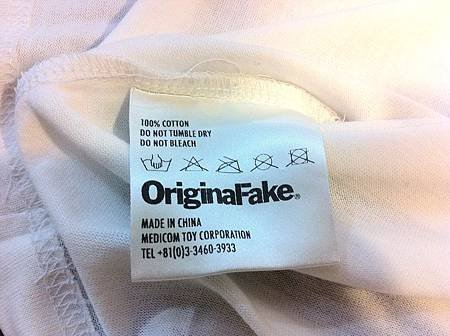 100% COTTON
DO NOT TUMBLE DRY
DO NOT BLEACH
OriginalFake®
MADE IN CHINA
MEDICOM TOY CORPORATION
TEL +81(0)3-3460-3933